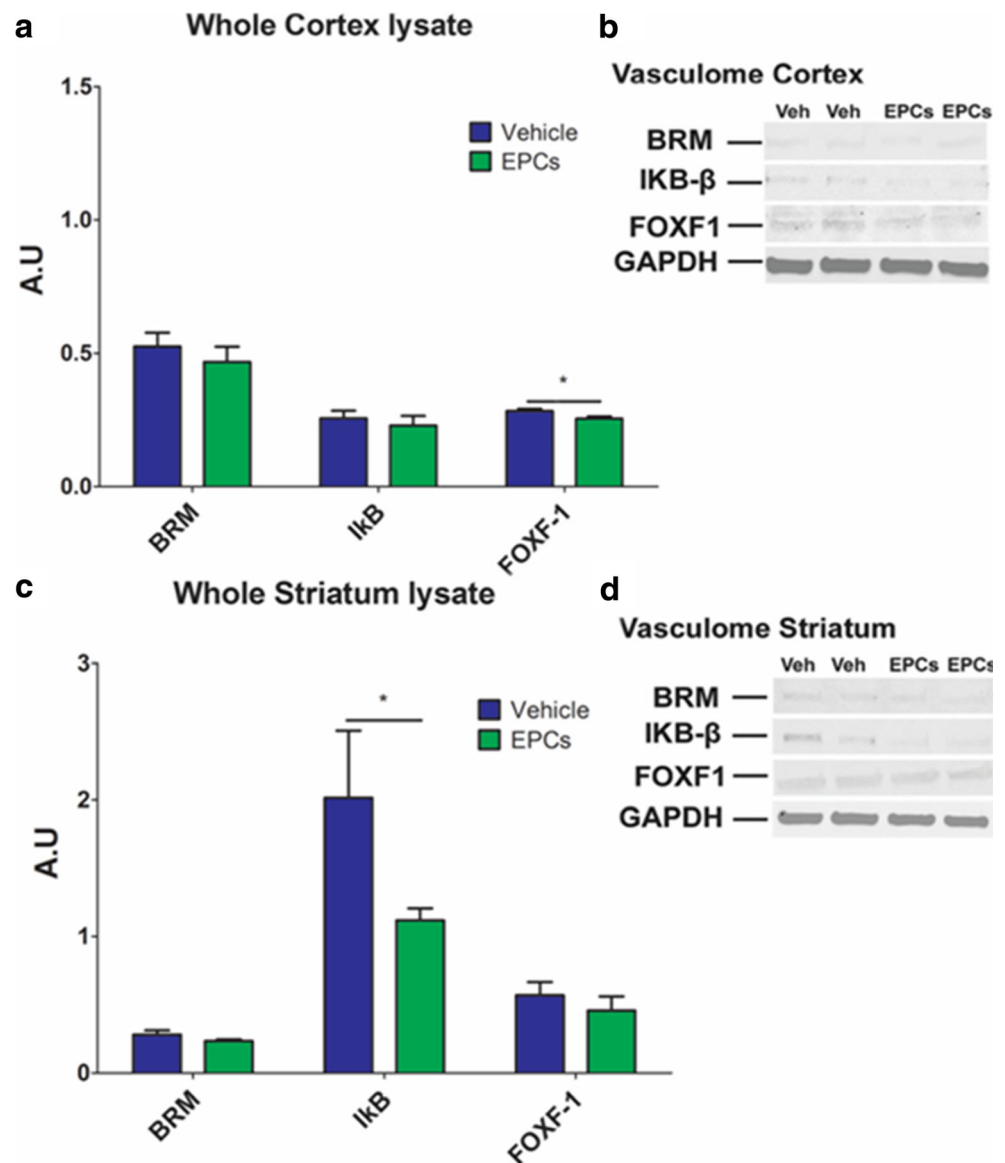 a
Whole Cortex lysate
1.5
1.0
0.5
0.0
A.U
Vehicle
EPCs
*
BRM
IkB
FOXF-1
b
Vasculome Cortex
Veh Veh EPCs EPCs
BRM
IKB-β
FOXF1
GAPDH
c
Whole Striatum lysate
3
2
1
0
A.U
Vehicle
EPCs
*
BRM
IkB
FOXF-1
d
Vasculome Striatum
Veh Veh EPCs EPCs
BRM
IKB-β
FOXF1
GAPDH